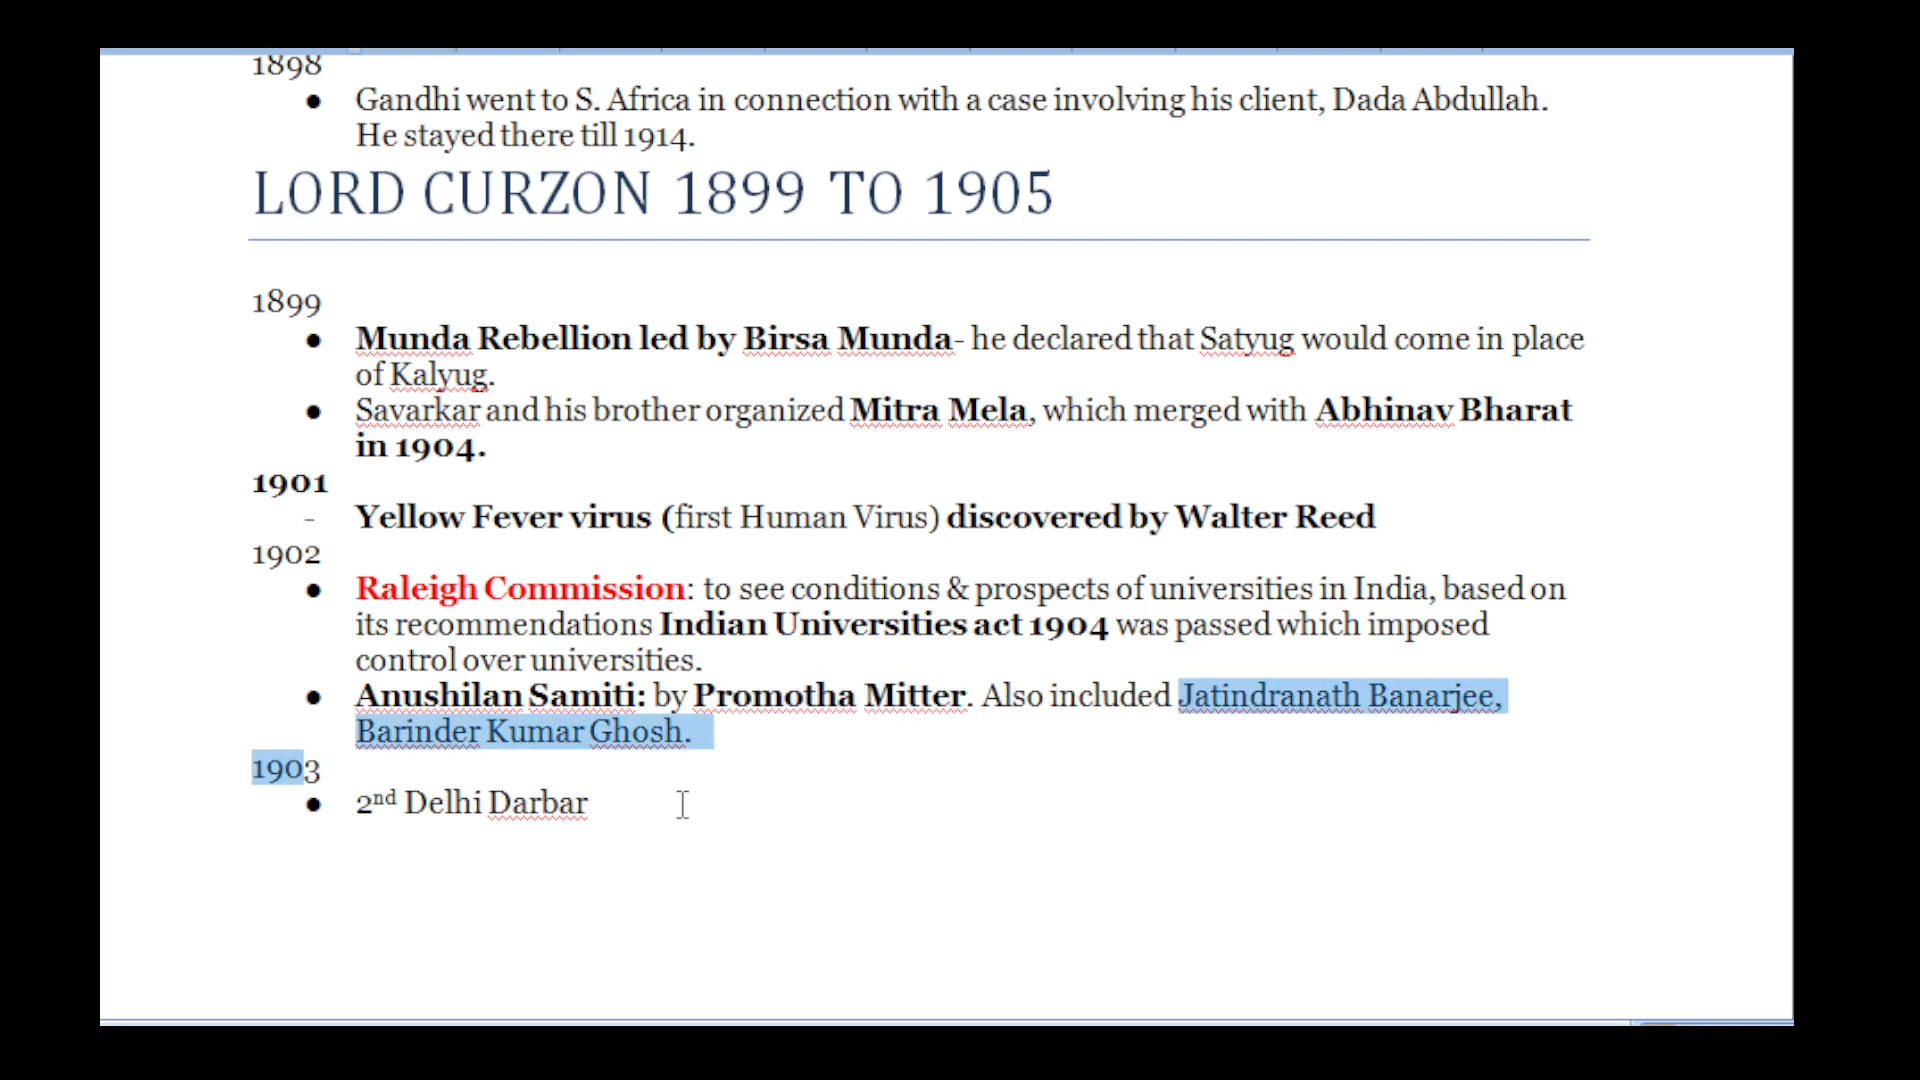 1898
● Gandhi went to S. Africa in connection with a case involving his client, Dada Abdullah.
He stayed there till 1914.
LORD CURZON 1899 TO 1905
1899
● Munda Rebellion led by Birsa Munda- he declared that Satyug would come in place
of Kalyug.
● Savarkar and his brother organized Mitra Mela, which merged with Abhinav Bharat
in 1904.
1901
- Yellow Fever virus (first Human Virus) discovered by Walter Reed
1902
● Raleigh Commission: to see conditions & prospects of universities in India, based on
its recommendations Indian Universities act 1904 was passed which imposed
control over universities.
● Anushilan Samiti: by Promotha Mitter. Also included Jatindranath Banarjee,
Barinder Kumar Ghosh.
1903
● 2nd Delhi Darbar